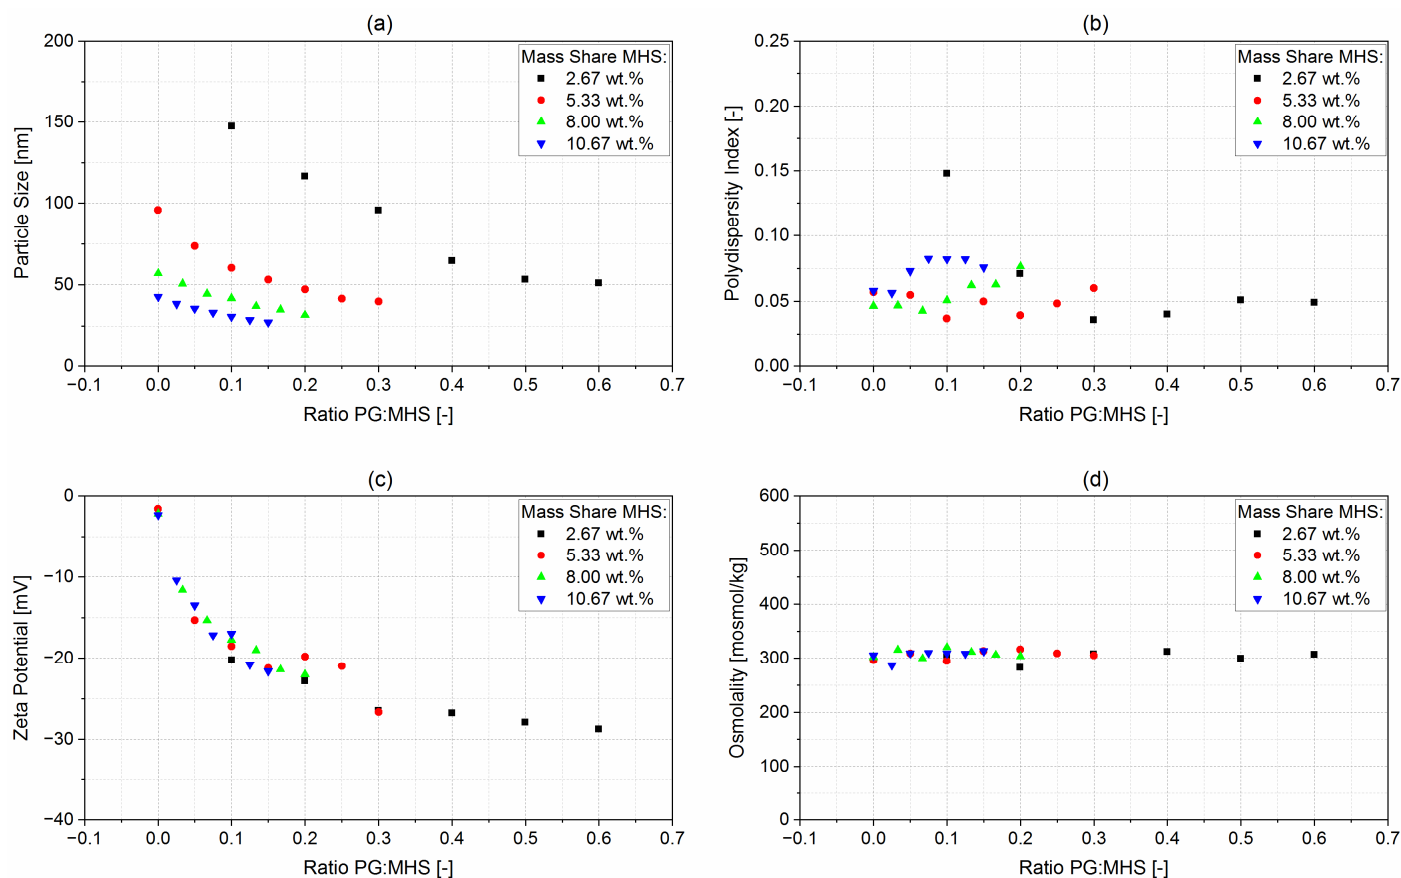 (a)
200
150
100
50
0
−0.1 0.0 0.1 0.2 0.3 0.4 0.5 0.6 0.7
Particle Size [nm]
Ratio PG:MHS [-]
Mass Share MHS:
2.67 wt.%
5.33 wt.%
8.00 wt.%
10.67 wt.%
(b)
0.25
0.20
0.15
0.10
0.05
0.00
−0.1 0.0 0.1 0.2 0.3 0.4 0.5 0.6 0.7
Polydispersity Index [-]
Ratio PG:MHS [-]
Mass Share MHS:
2.67 wt.%
5.33 wt.%
8.00 wt.%
10.67 wt.%
(c)
0
−10
−20
−30
−40
−0.1 0.0 0.1 0.2 0.3 0.4 0.5 0.6 0.7
Zeta Potential [mV]
Ratio PG:MHS [-]
Mass Share MHS:
2.67 wt.%
5.33 wt.%
8.00 wt.%
10.67 wt.%
(d)
600
500
400
300
200
100
0
−0.1 0.0 0.1 0.2 0.3 0.4 0.5 0.6 0.7
Osmolality [mosmol/kg]
Ratio PG:MHS [-]
Mass Share MHS:
2.67 wt.%
5.33 wt.%
8.00 wt.%
10.67 wt.%